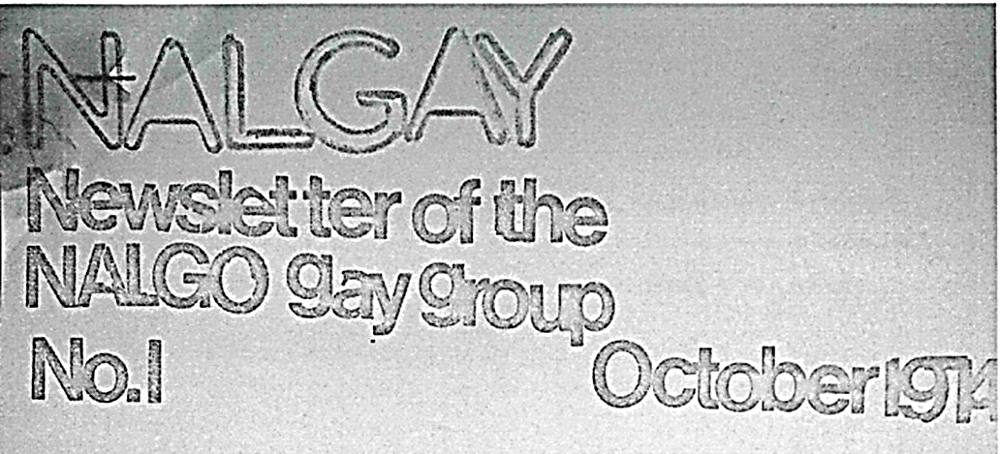 NALGAY
Newsletter of the
NALGO gay group
No.1 October 1974